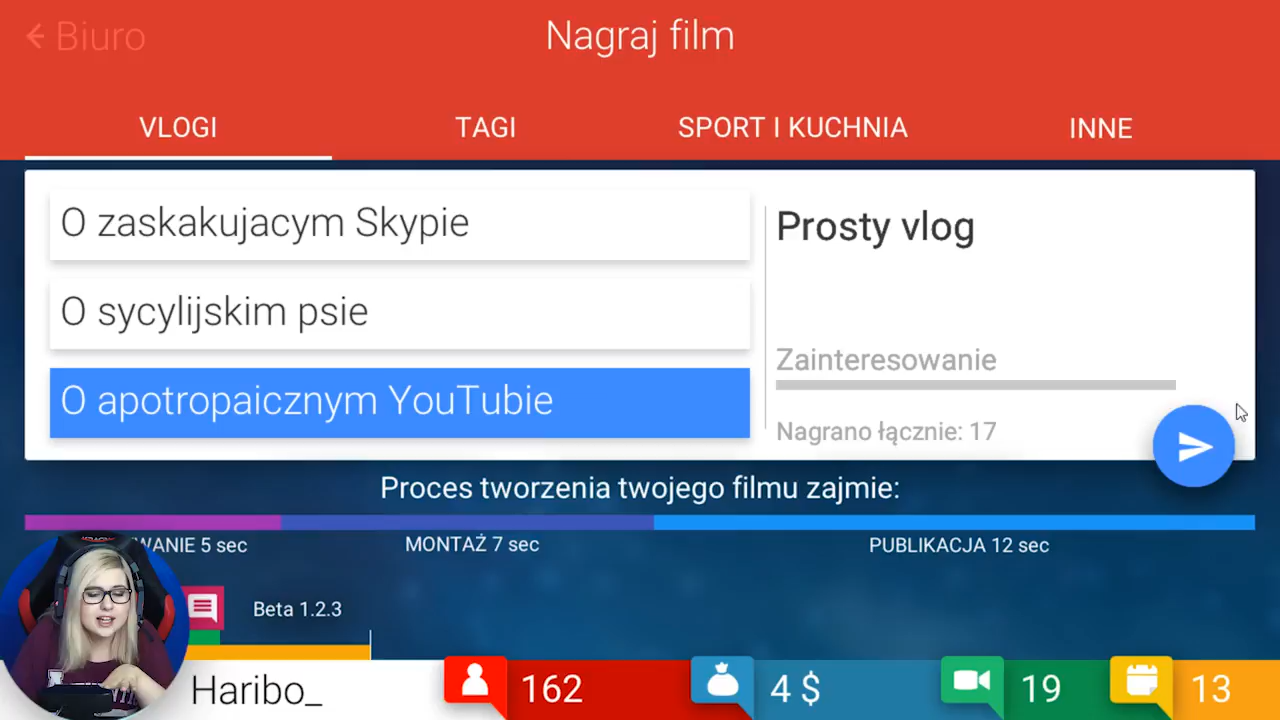 Biuro
Nagraj film
VLOGI
TAGI
SPORT I KUCHNIA
INNE
O zaskakujacym Skypie
O sycylijskim psie
O apotropaicznym YouTubie
Prosty vlog
Zainteresowanie
Nagrano łącznie: 17
Proces tworzenia twojego filmu zajmie:
WANIE 5 sec
MONTAŻ 7 sec
PUBLIKACJA 12 sec
Beta 1.2.3
Haribo_
162
4 $
19
13